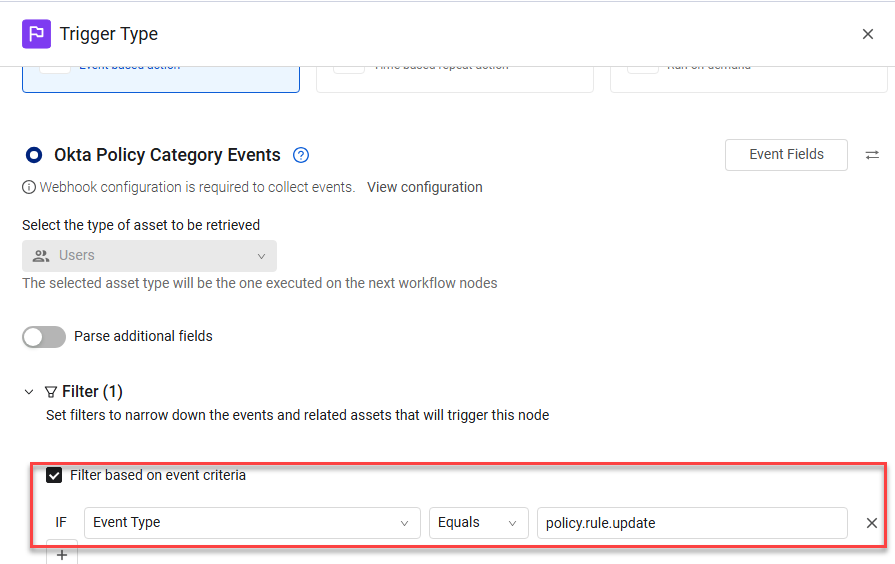 Trigger Type
Event based action
Time based repeat action
Run on demand
Okta Policy Category Events
Event Fields
Webhook configuration is required to collect events. View configuration
Select the type of asset to be retrieved
Users
The selected asset type will be the one executed on the next workflow nodes
Parse additional fields
Filter (1)
Set filters to narrow down the events and related assets that will trigger this node
Filter based on event criteria
IF Event Type Equals policy.rule.update